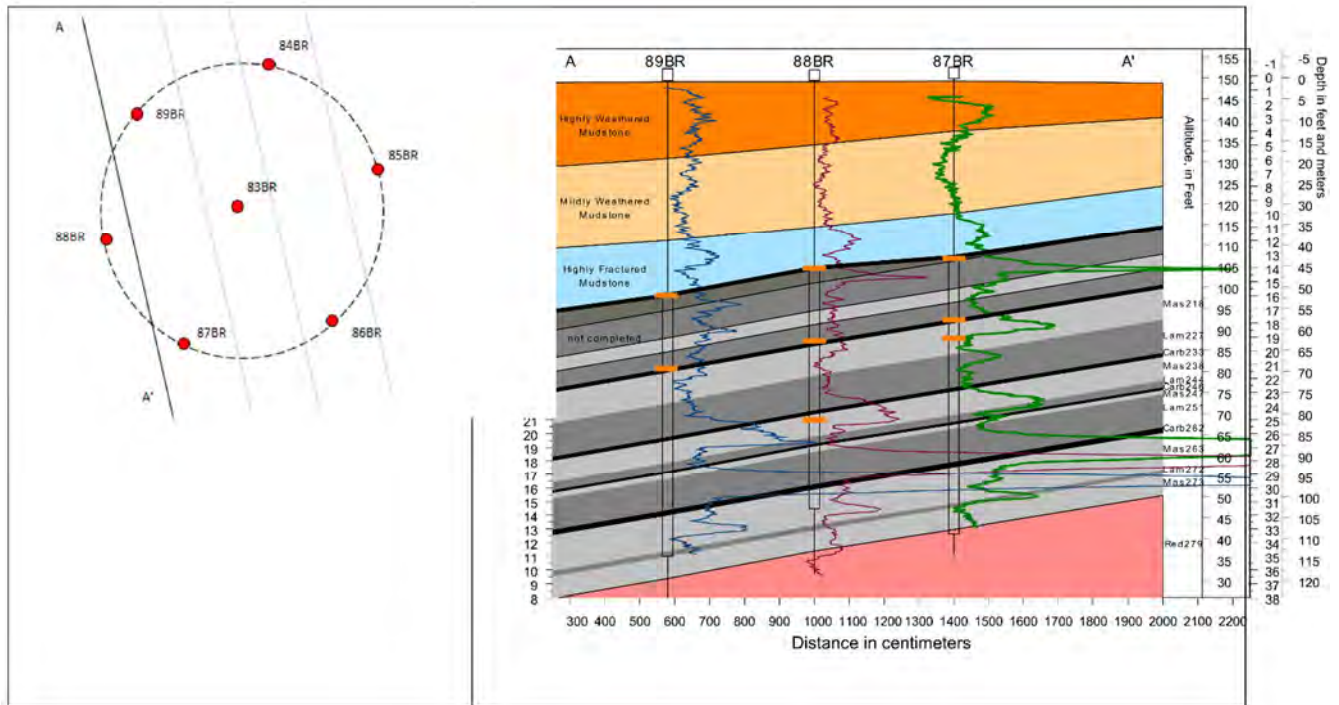 A
84BR
89BR
85BR
83BR
88BR
87BR
86BR
A'
A
89BR
88BR
87BR
A'
Highly Weathered
Mudstone
Mildly Weathered
Mudstone
Highly Fractered
Mudstone
not completed
Mas218
Lam227
Carb233
Mas238
Lam244
Carb246
Mas247
Lam251
Carb262
Mas263
Lam272
Mas273
Red279
21
20
19
18
17
16
15
14
13
12
11
10
9
8
Altitude, in Feet
155
150
145
140
135
130
125
120
115
110
105
100
95
90
85
80
75
70
65
60
55
50
45
40
35
30
-1
0
1
2
3
4
5
6
7
8
9
10
11
12
13
14
15
16
18
19
20
21
22
23
24
25
26
27
28
29
30
31
32
33
34
35
36
38
Depth in feet and meters
-5
0
5
10
15
20
25
30
35
40
45
50
55
60
65
70
75
80
85
90
95
100
105
110
115
120
300 400 500 600 700 800 900 1000 1100 1200 1300 1400 1500 1600 1700 1800 1900 2000 2100 2200
Distance in centimeters